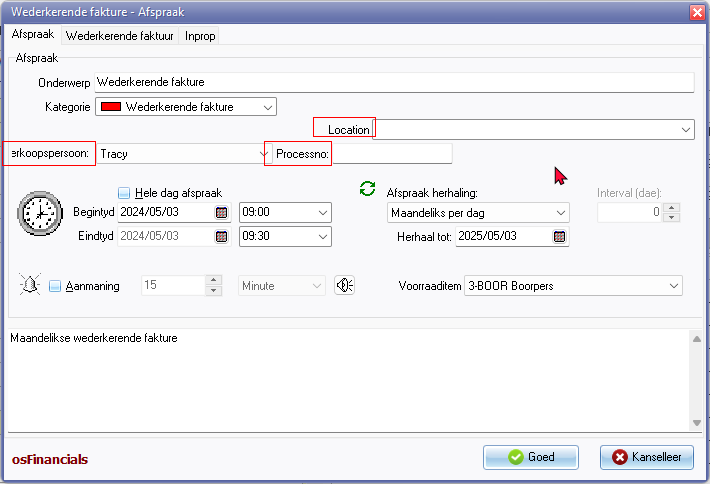 Wederkerende fakture - Afspraak
Afspraak Wederkerende faktuur Inprop
Afspraak
Onderwerp Wederkerende fakture
Kategorie Wederkerende fakture
Location
erkoopspersoon: Tracy Processno:
Hele dag afspraak Afspraak herhaling: Interval (dae):
Begintyd 2024/05/03 09:00 Maandeliks per dag 0
Eindtyd 2024/05/03 09:30 Herhaal tot: 2025/05/03
Aanmaning 15 Minute Voorraaditem 3-BOOR Boorpers
Maandelikse wederkerende fakture
osFinancials Goed Kanselleer